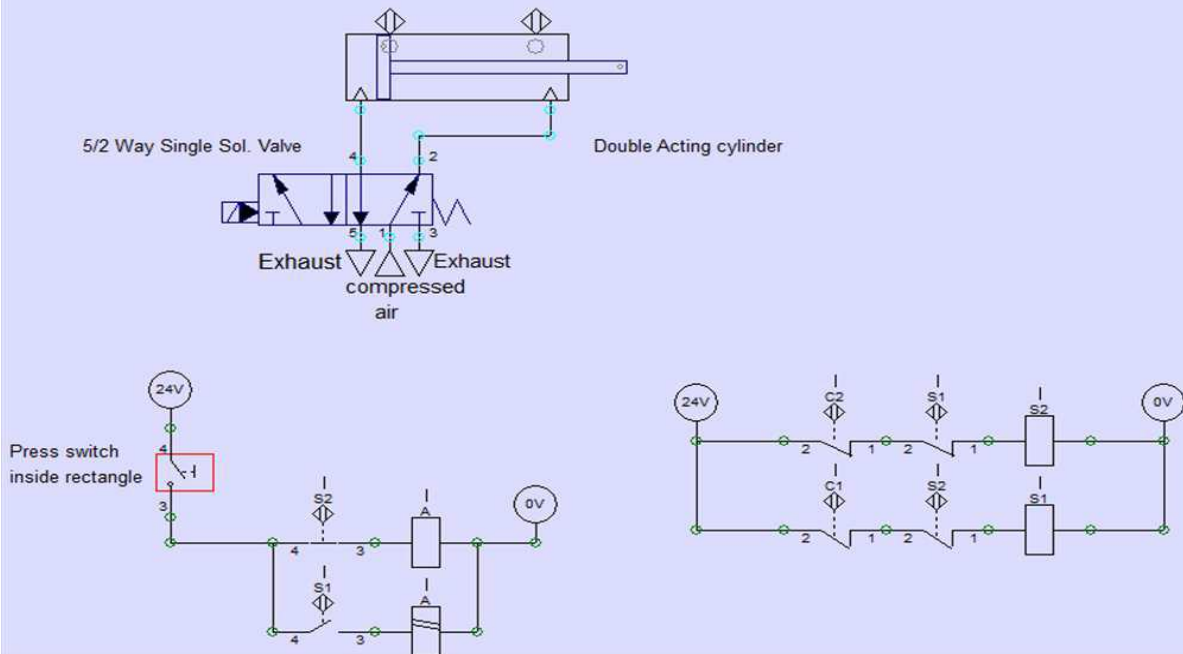 5/2 Way Single Sol. Valve
Double Acting cylinder
4
2
5
1
3
Exhaust
Exhaust
compressed
air
24V
Press switch
inside rectangle
4
3
S2
4
3
A
0V
S1
4
3
A
24V
C2
2
1
S1
2
1
S2
0V
C1
2
1
S2
2
1
S1